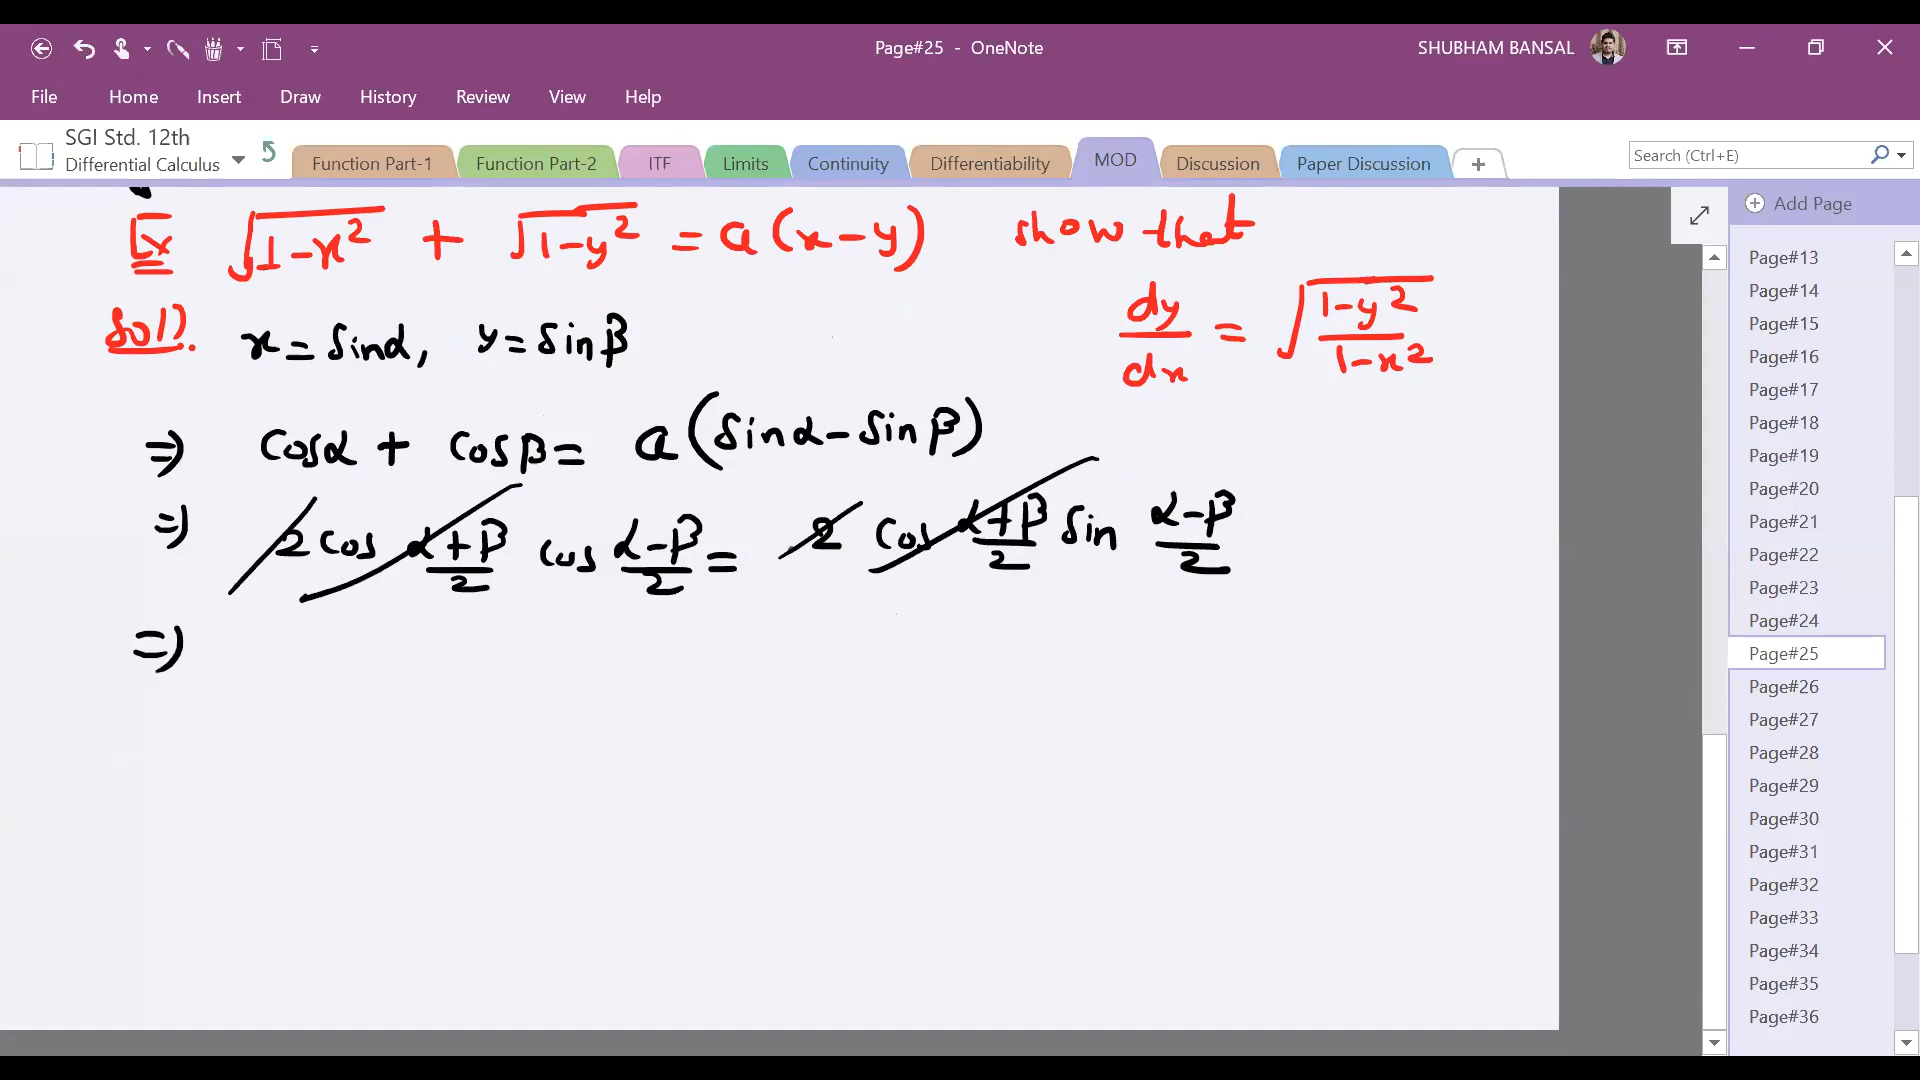 Page#25 - OneNote
SHUBHAM BANSAL
File Home Insert Draw History Review View Help
SGI Std. 12th
Differential Calculus
Function Part-1 Function Part-2 ITF Limits Continuity Differentiability MOD Discussion Paper Discussion +
Search (Ctrl+E)
Add Page
Ex √(1-x²) + √(1-y²) = a(x-y) show that
dy/dx = √((1-y²)/(1-x²))
Sol). x = sinα, y = sinβ
⇒ cosα + cosβ = a(sinα - sinβ)
⇒ 2 cos (α+β)/2 cos (α-β)/2 = 2 cos (α+β)/2 sin (α-β)/2
⇒
Page#13
Page#14
Page#15
Page#16
Page#17
Page#18
Page#19
Page#20
Page#21
Page#22
Page#23
Page#24
Page#25
Page#26
Page#27
Page#28
Page#29
Page#30
Page#31
Page#32
Page#33
Page#34
Page#35
Page#36